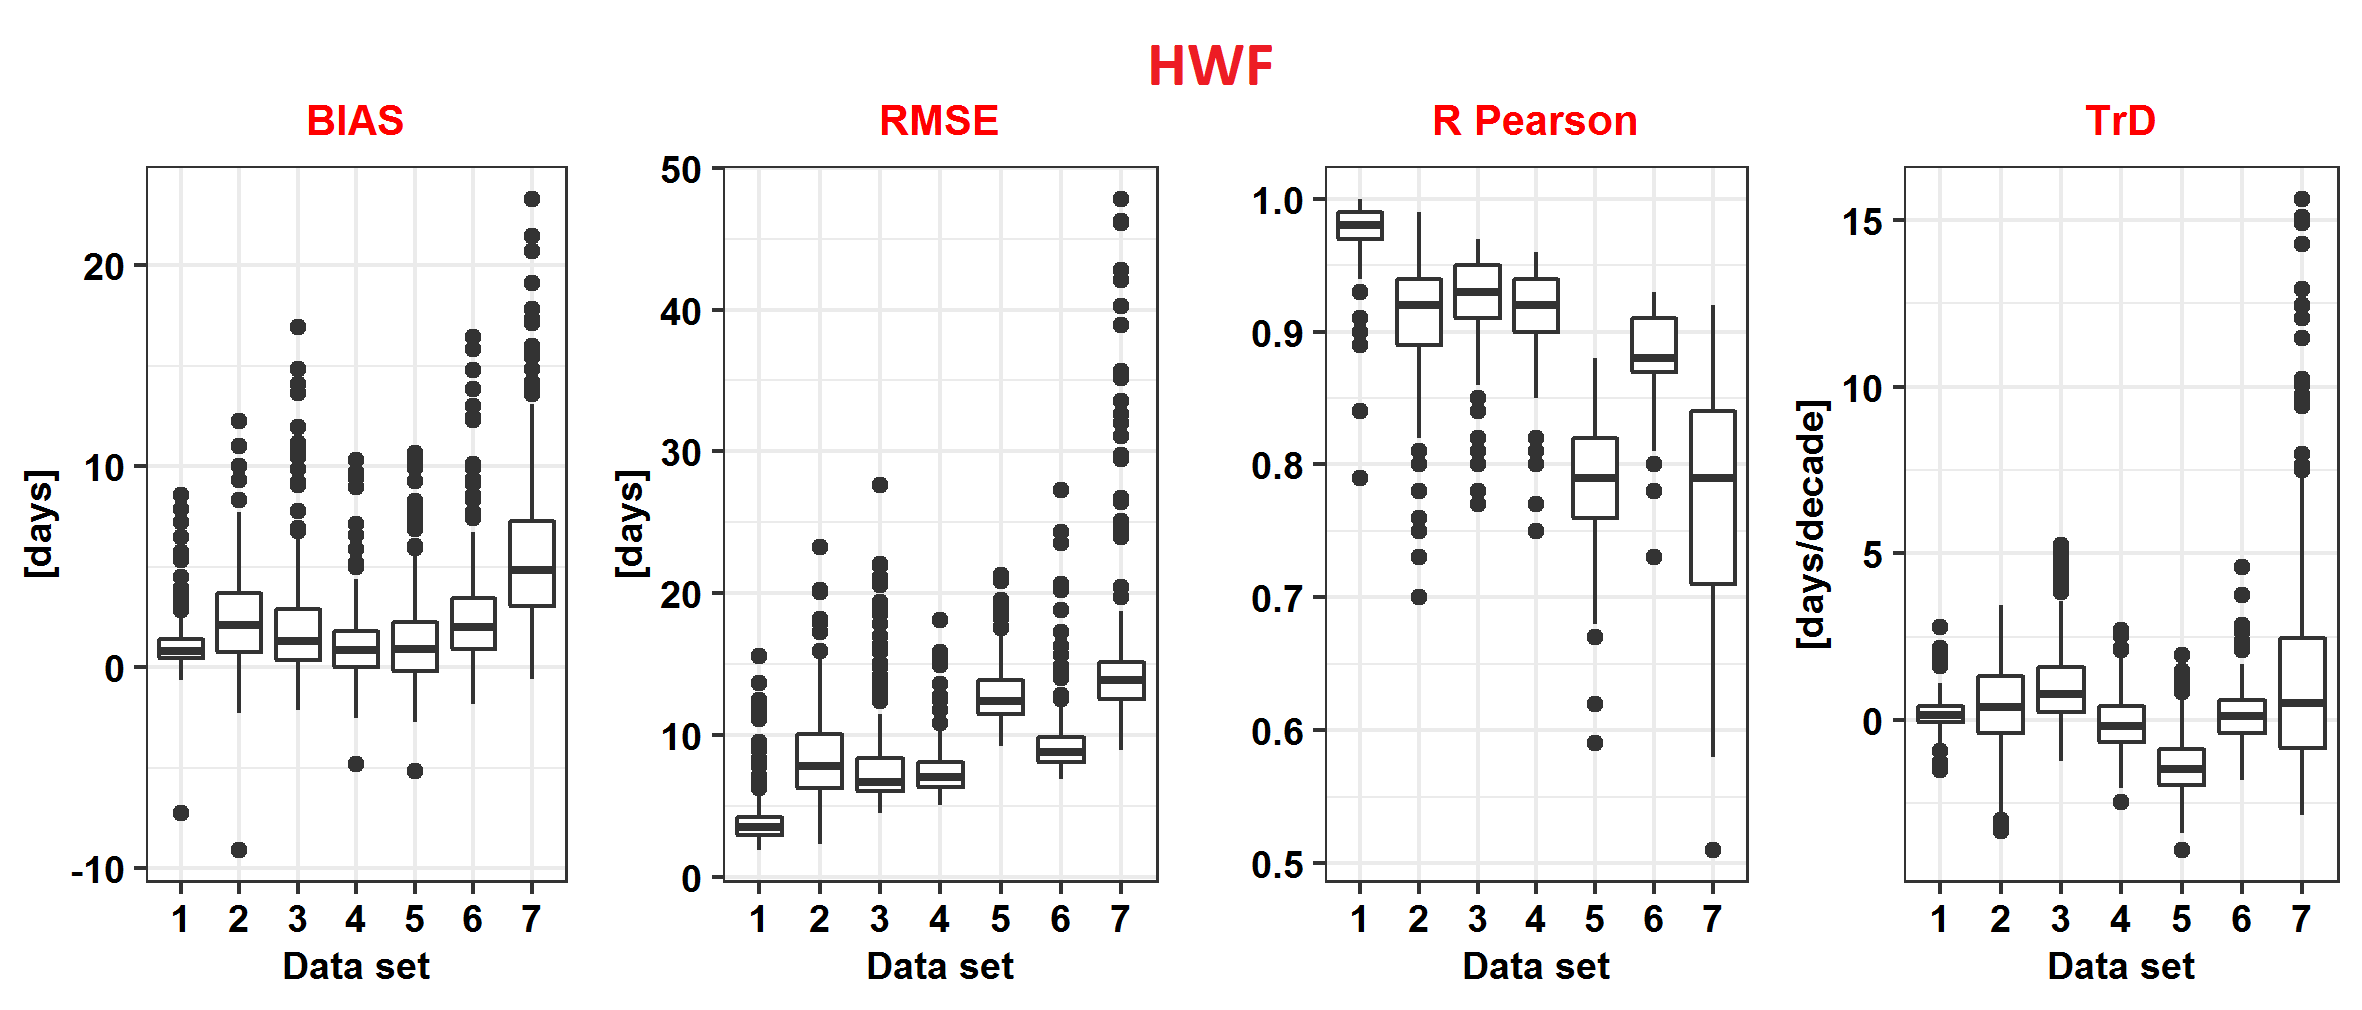 HWF
BIAS
RMSE
R Pearson
TrD
[days]
20
10
0
-10
1 2 3 4 5 6 7
Data set
[days]
50
40
30
20
10
0
1 2 3 4 5 6 7
Data set
1.0
0.9
0.8
0.7
0.6
0.5
1 2 3 4 5 6 7
Data set
[days/decade]
15
10
5
0
1 2 3 4 5 6 7
Data set